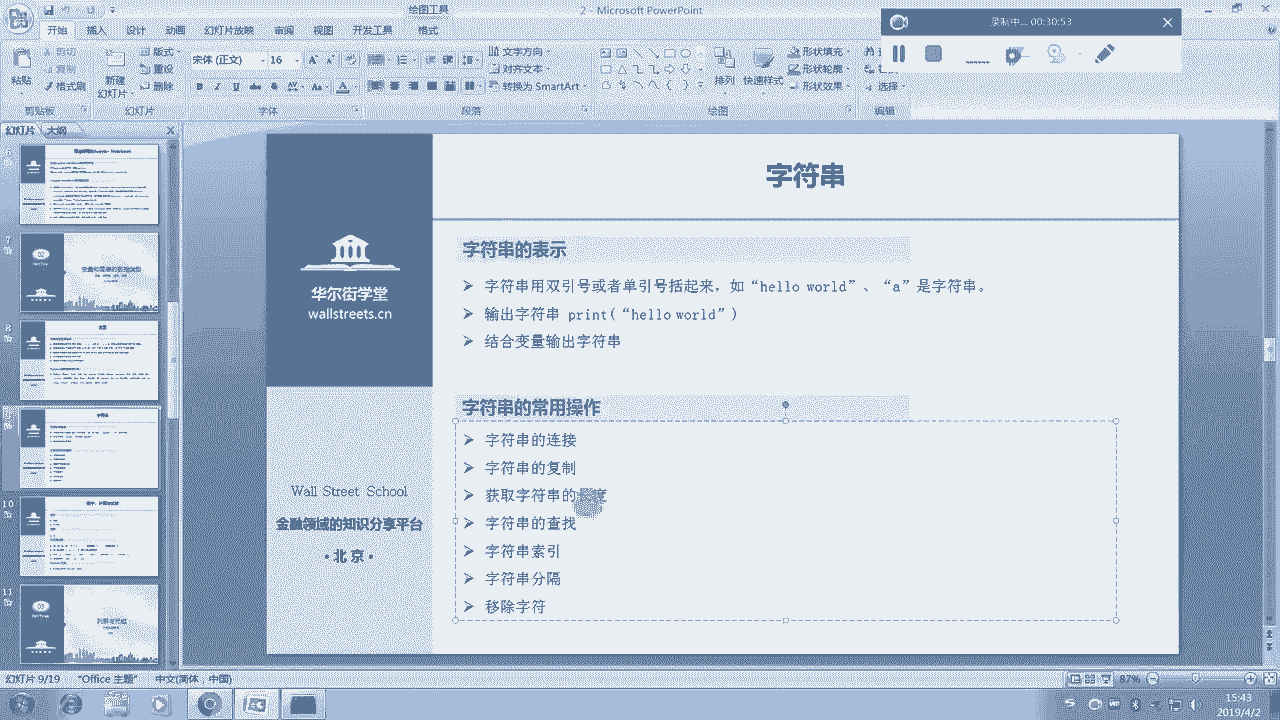 绘图工具
2 - Microsoft PowerPoint
录制中... 00:30:53
开始 插入 设计 动画 幻灯片放映 审阅 视图 开发工具 格式
粘贴 剪切 复制 格式刷
新建 幻灯片 版式 重设 删除
宋体 (正文) 16
文字方向
对齐文本
转换为 SmartArt
排列 快速样式
形状填充
形状轮廓
形状效果
选择
剪贴板 幻灯片 字体 段落 绘图 编辑
幻灯片 大纲
字符串
华尔街学堂
wallstreets.cn
Wall Street School
金融领域的知识分享平台
北京
字符串的表示
字符串用双引号或者单引号括起来，如“hello world”、“a”是字符串。
输出字符串 print(“hello world”)
合变量输出字符串
字符串的常用操作
字符串的连接
字符串的复制
获取字符串的
字符串的查找
字符串索引
字符串分隔
移除字符
7
8
10
11
幻灯片 9/19 "Office 主题" 中文(简体，中国)
87%
15:43
2019/4/2